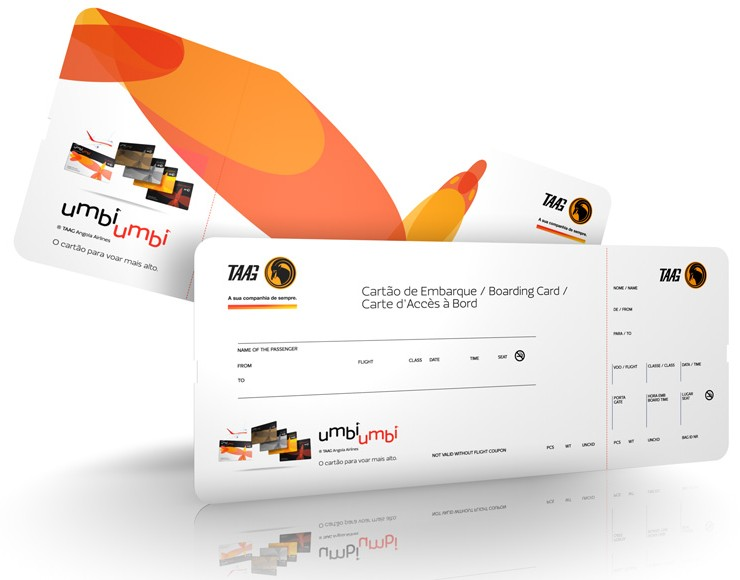 umbi umbi
® TAAG Angola Airlines
O cartão para voar mais alto.
TAAG
A sua companhia de sempre.
TAAG
A sua companhia de sempre.
Cartão de Embarque / Boarding Card /
Carte d'Accès à Bord
NAME OF THE PASSENGER
FROM FLIGHT CLASS DATE TIME SEAT
TO
umbi umbi
® TAAG Angola Airlines
O cartão para voar mais alto.
NOT VALID WITHOUT FLIGHT COUPON PCS WT UNCKD
TAAG
NOME / NAME
DE / FROM
PARA / TO
VOO / FLIGHT CLASSE / CLASS DATA / TIME
PORTA
GATE
HORA EMB
BOARD TIME
LUGAR
SEAT
PCS WT UNCKD BAG.ID NR